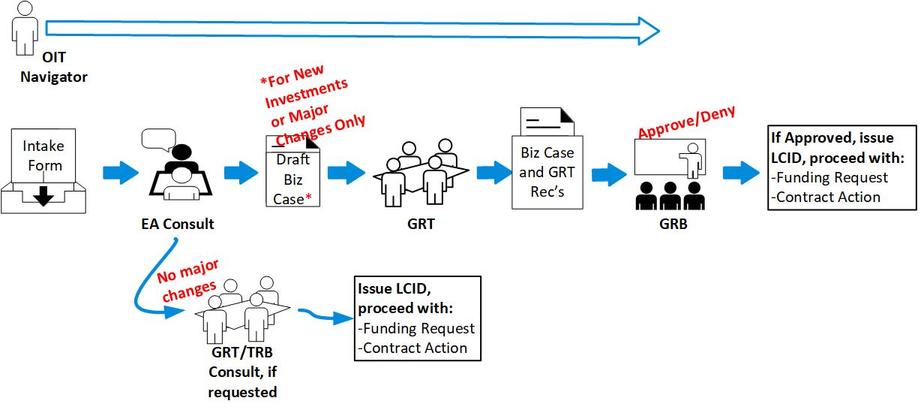 OIT
Navigator
*For New
Investments
or Major
Changes Only
Approve/Deny
Intake
Form
Draft
Biz
Case*
Biz Case
and GRT
Rec's
If Approved, issue
LCID, proceed with:
-Funding Request
-Contract Action
EA Consult
GRT
GRB
No major
changes
Issue LCID,
proceed with:
-Funding Request
-Contract Action
GRT/TRB
Consult, if
requested